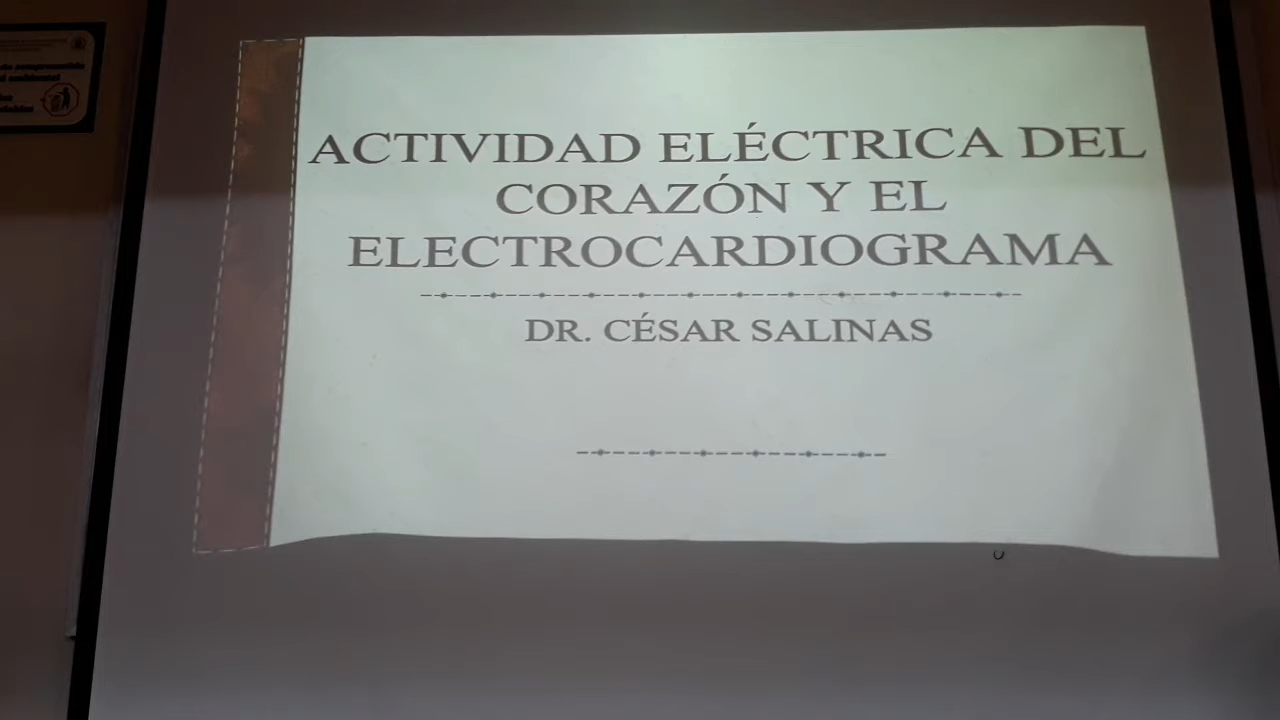 ACTIVIDAD ELÉCTRICA DEL
CORAZÓN Y EL
ELECTROCARDIOGRAMA
DR. CÉSAR SALINAS